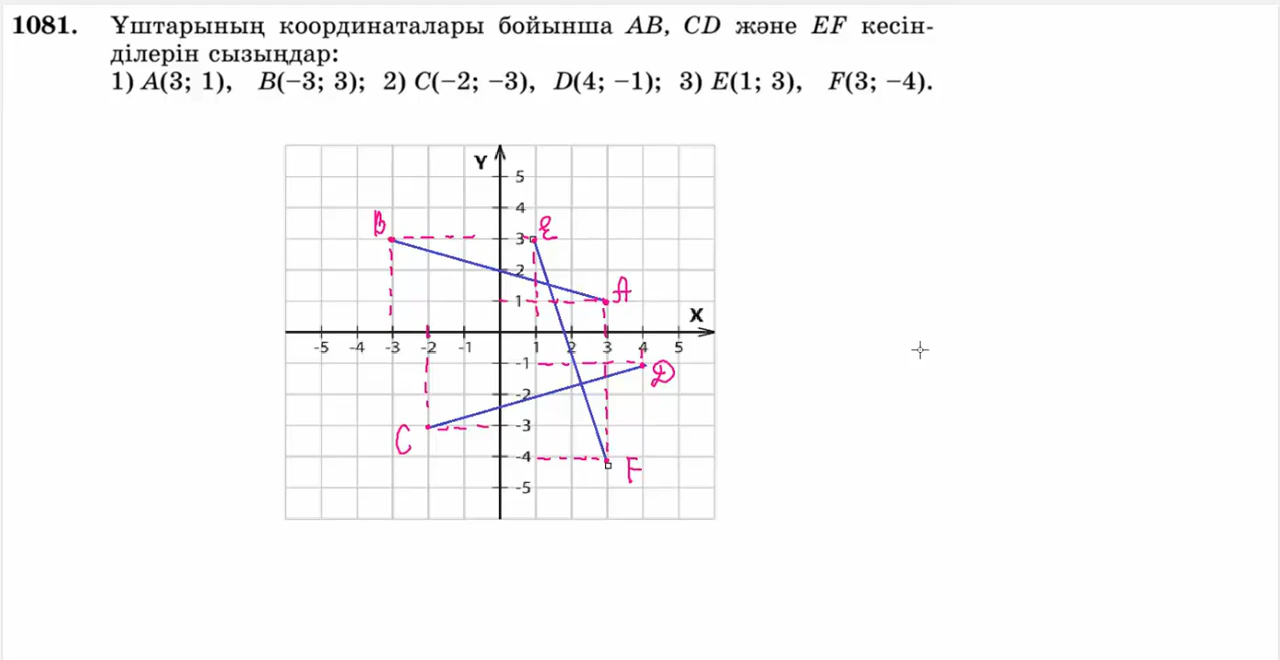 1081. Ұштарының координаталары бойынша AB, CD және EF кесін-
ділерін сызыңдар:
1) A(3; 1), B(−3; 3); 2) C(−2; −3), D(4; −1); 3) E(1; 3), F(3; −4).
Y
5
4
B E
3
2
A
1
X
-5 -4 -3 -2 -1 1 2 3 4 5
-1
D
-2
-3
C
-4
F
-5